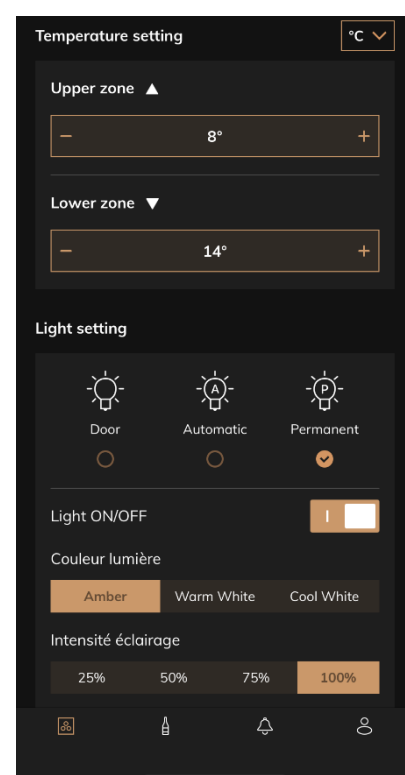 Temperature setting °C
Upper zone
− 8° +
Lower zone
− 14° +
Light setting
A P
Door Automatic Permanent
Light ON/OFF I
Couleur lumière
Amber Warm White Cool White
Intensité éclairage
25% 50% 75% 100%